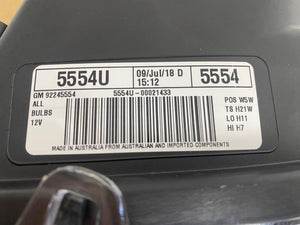 5554U 09/Jul/18 D 5554
15:12
GM 92245554 5554U-00021433
ALL POS W5W
BULBS TS H21W
12V LO H11
HI H7
MADE IN AUSTRALIA FROM AUSTRALIAN AND IMPORTED COMPONENTS